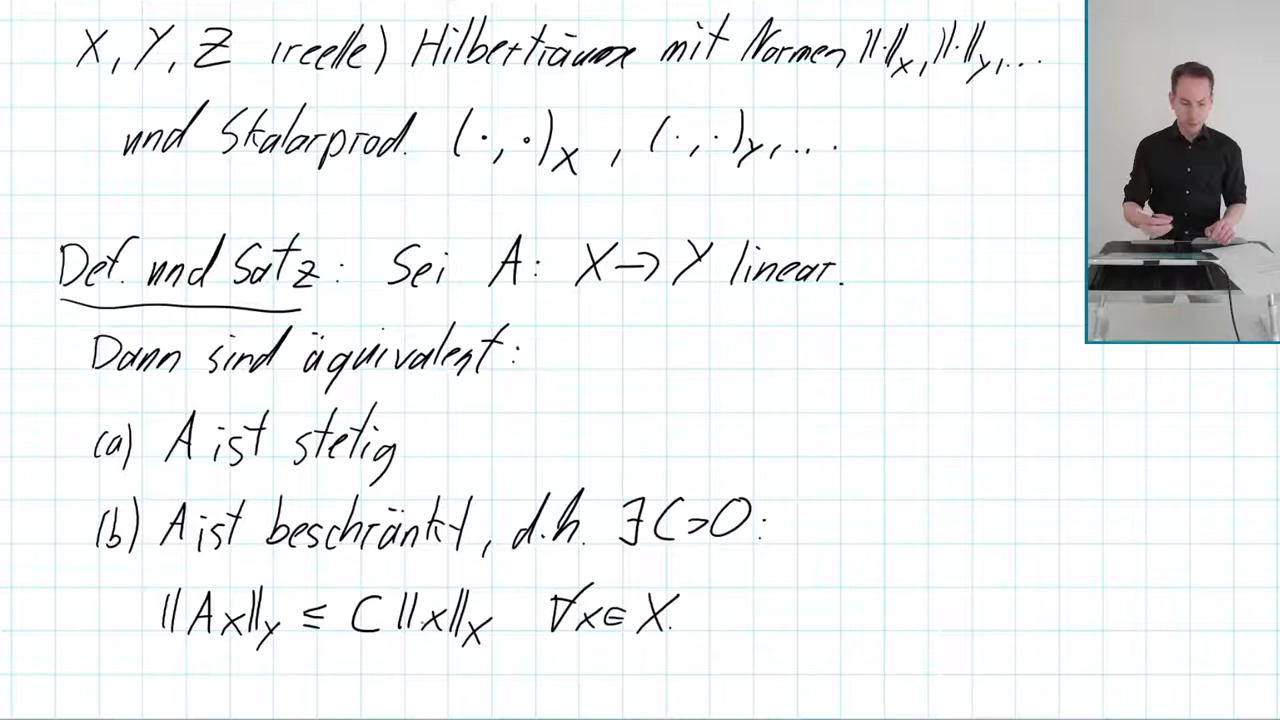 X, Y, Z (reelle) Hilberträume mit Normen ||·||_X, ||·||_Y, ...
und Skalarprod. (·,·)_X , (·,·)_Y, ...
Def. und Satz: Sei A: X → Y linear.
Dann sind äquivalent:
(a) A ist stetig
(b) A ist beschränkt, d.h. ∃ C>0:
||Ax||_Y ≤ C ||x||_X ∀x∈X.